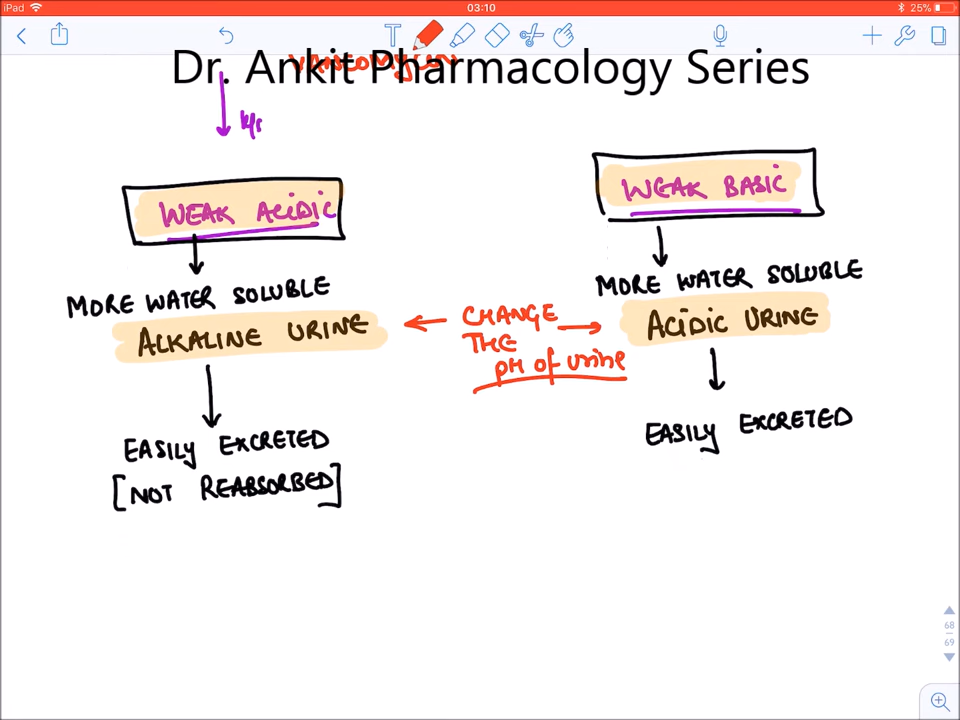 iPad
03:10
25%
Dr. Ankit Pharmacology Series
VANCOMYCIN
WEAK ACIDIC
MORE WATER SOLUBLE
ALKALINE URINE
EASILY EXCRETED
[NOT REABSORBED]
CHANGE
THE
pH of urine
WEAK BASIC
MORE WATER SOLUBLE
ACIDIC URINE
EASILY EXCRETED
68
69